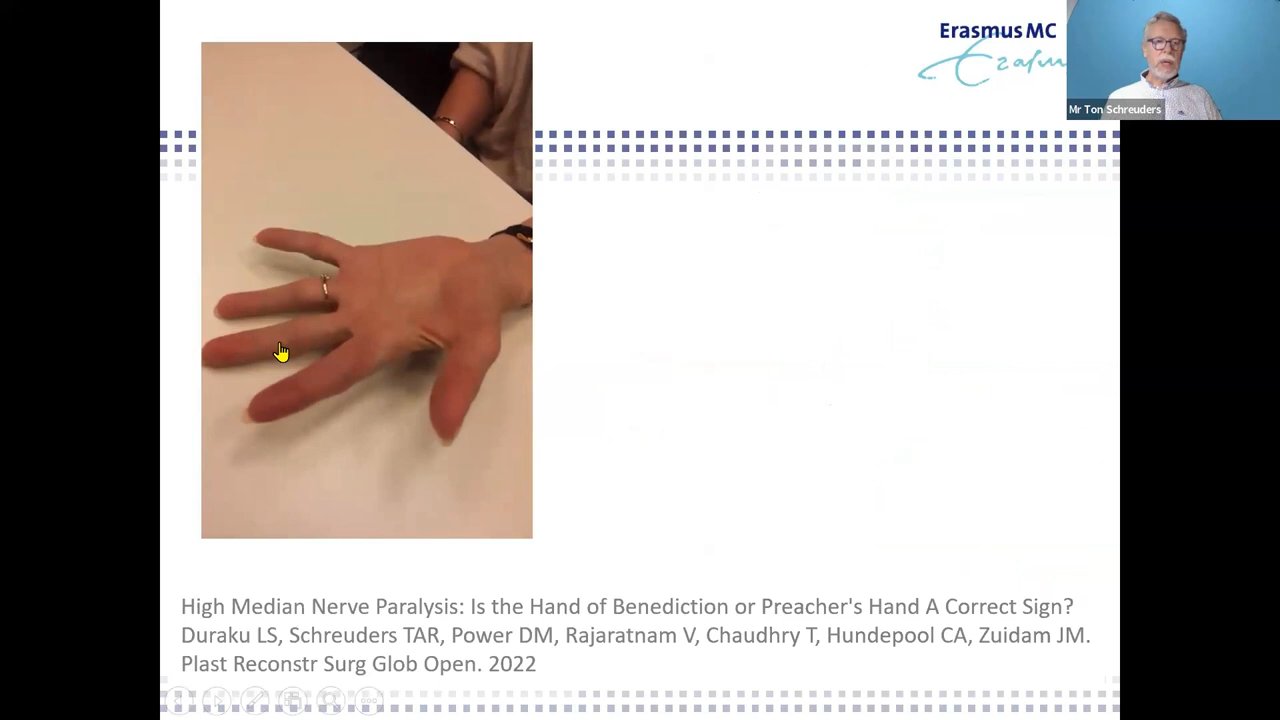 Erasmus MC
Erasmus
Mr Ton Schreuders
High Median Nerve Paralysis: Is the Hand of Benediction or Preacher's Hand A Correct Sign?
Duraku LS, Schreuders TAR, Power DM, Rajaratnam V, Chaudhry T, Hundepool CA, Zuidam JM.
Plast Reconstr Surg Glob Open. 2022